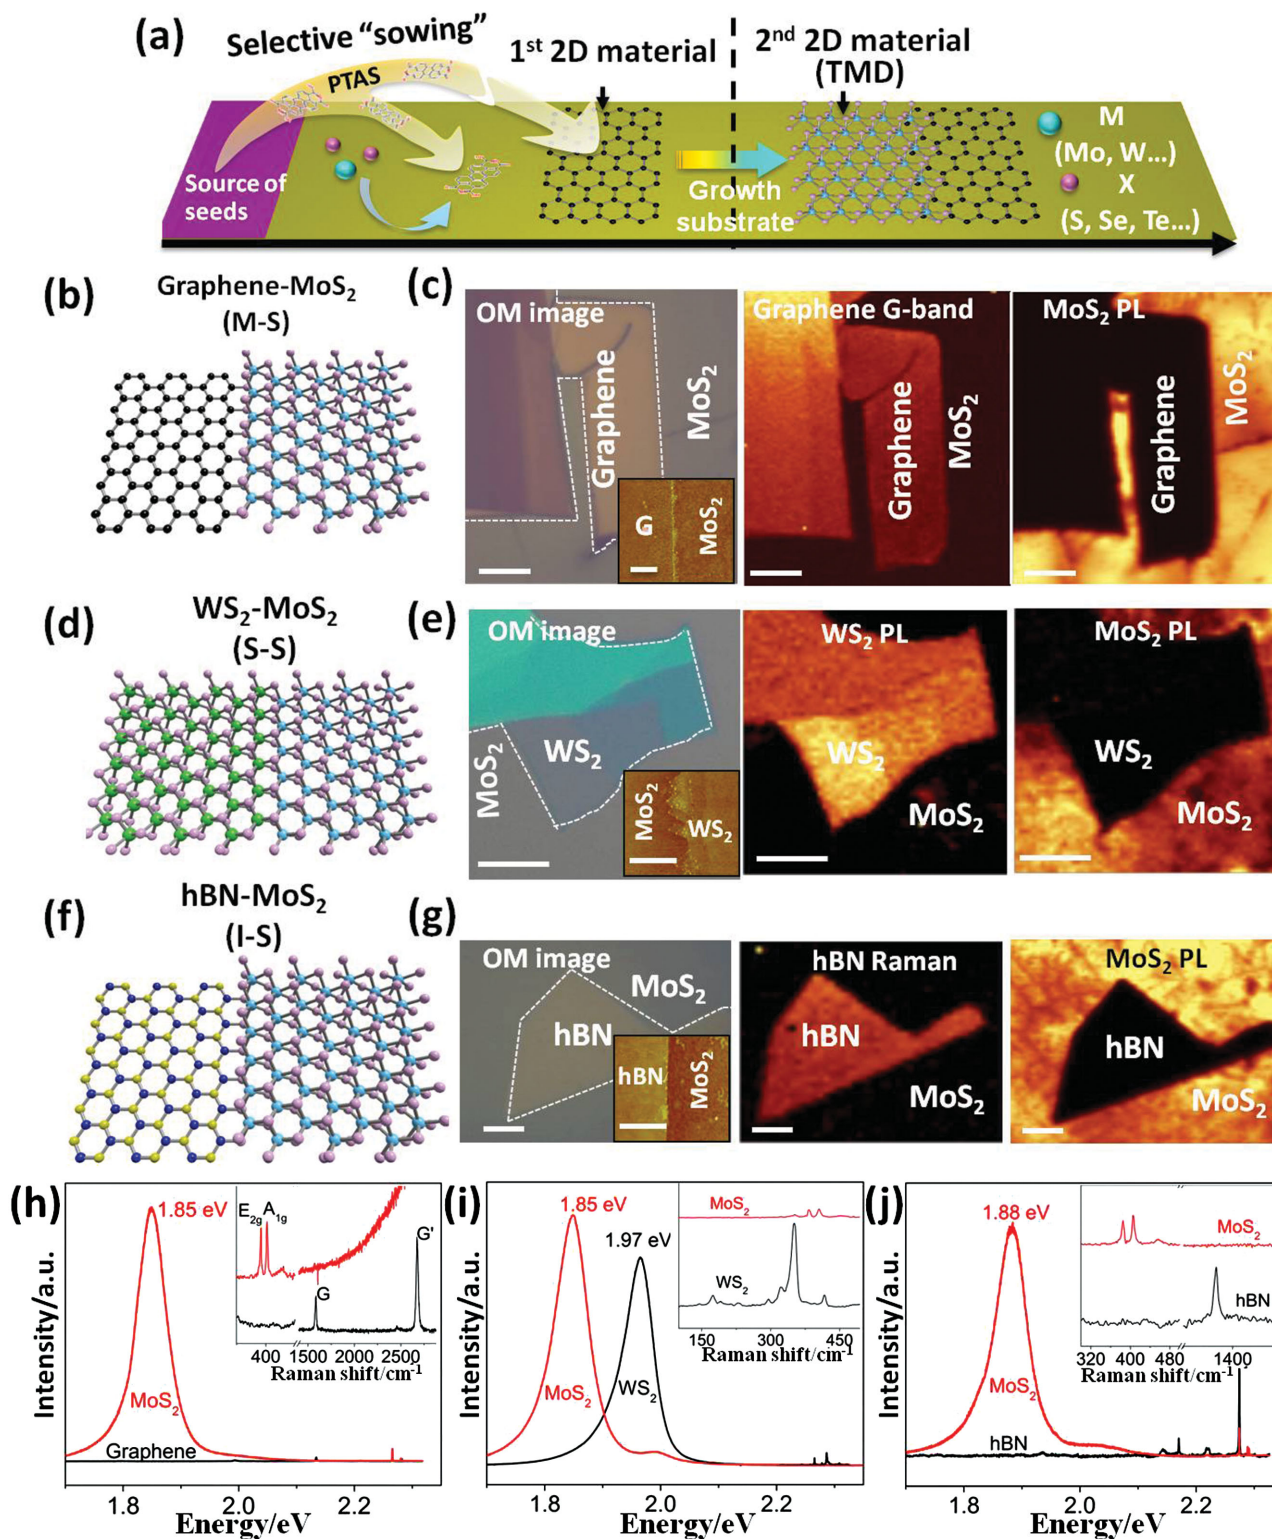 (a)
Selective “sowing”
PTAS
1st 2D material
2nd 2D material
(TMD)
Source of
seeds
Growth
substrate
M
(Mo, W...)
X
(S, Se, Te...)
(b)
Graphene-MoS2
(M-S)
(c)
OM image
Graphene
MoS2
G
MoS2
Graphene G-band
Graphene
MoS2
MoS2 PL
Graphene
MoS2
(d)
WS2-MoS2
(S-S)
(e)
OM image
MoS2
WS2
MoS2
WS2
WS2 PL
WS2
MoS2
MoS2 PL
WS2
MoS2
(f)
hBN-MoS2
(I-S)
(g)
OM image
MoS2
hBN
hBN
MoS2
hBN Raman
hBN
MoS2
MoS2 PL
hBN
MoS2
(h)
Intensity/a.u.
1.85 eV
E2g A1g
G'
G
400 1500 2000 2500
Raman shift/cm-1
MoS2
Graphene
1.8 2.0 2.2
Energy/eV
(i)
Intensity/a.u.
1.85 eV
1.97 eV
MoS2
WS2
150 300 450
Raman shift/cm-1
MoS2
WS2
1.8 2.0 2.2
Energy/eV
(j)
Intensity/a.u.
1.88 eV
MoS2
hBN
320 400 480 1400
Raman shift/cm-1
MoS2
hBN
1.8 2.0 2.2
Energy/eV